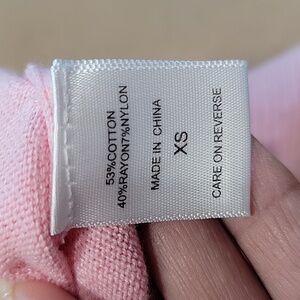 53%COTTON
40%RAYON7%NYLON
MADE IN CHINA
XS
CARE ON REVERSE